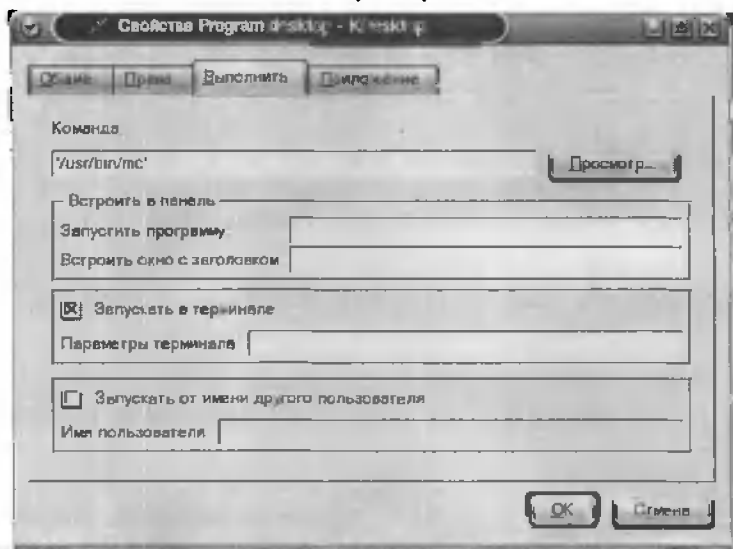 Свойства Program desktop - KDesktop
Общие Права Выполнить Приложение
Команда
'/usr/bin/mc'
Просмотр...
Встроить в панель
Запустить программу
Встроить окно с заголовком
Запускать в терминале
Параметры терминала
Запускать от имени другого пользователя
Имя пользователя
OK
Отмена